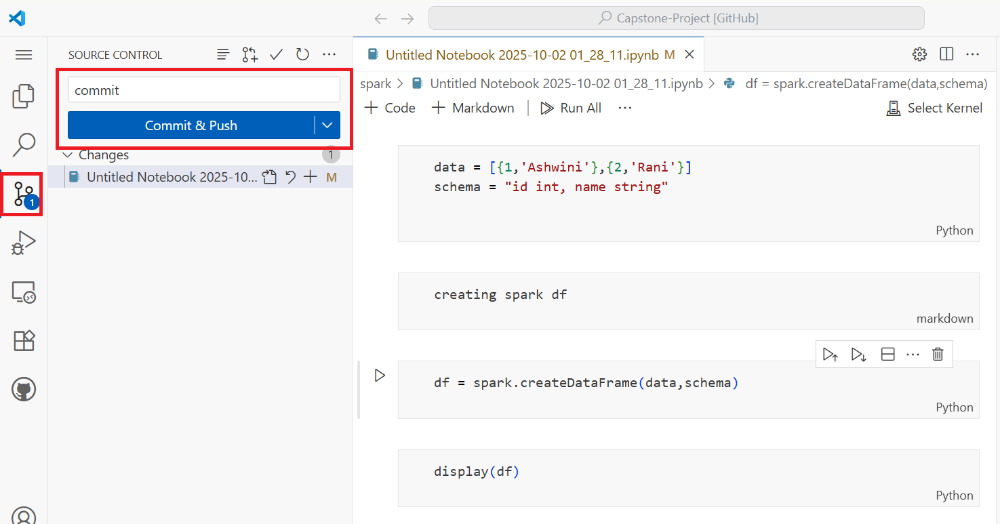 Capstone-Project [GitHub]
SOURCE CONTROL
commit
Commit & Push
Changes
1
Untitled Notebook 2025-10...
M
1
Untitled Notebook 2025-10-02 01_28_11.ipynb M
spark > Untitled Notebook 2025-10-02 01_28_11.ipynb > df = spark.createDataFrame(data,schema)
+ Code + Markdown | Run All ... Select Kernel
data = [{1,'Ashwini'},{2,'Rani'}]
schema = "id int, name string"
Python
creating spark df
markdown
df = spark.createDataFrame(data,schema)
Python
display(df)
Python